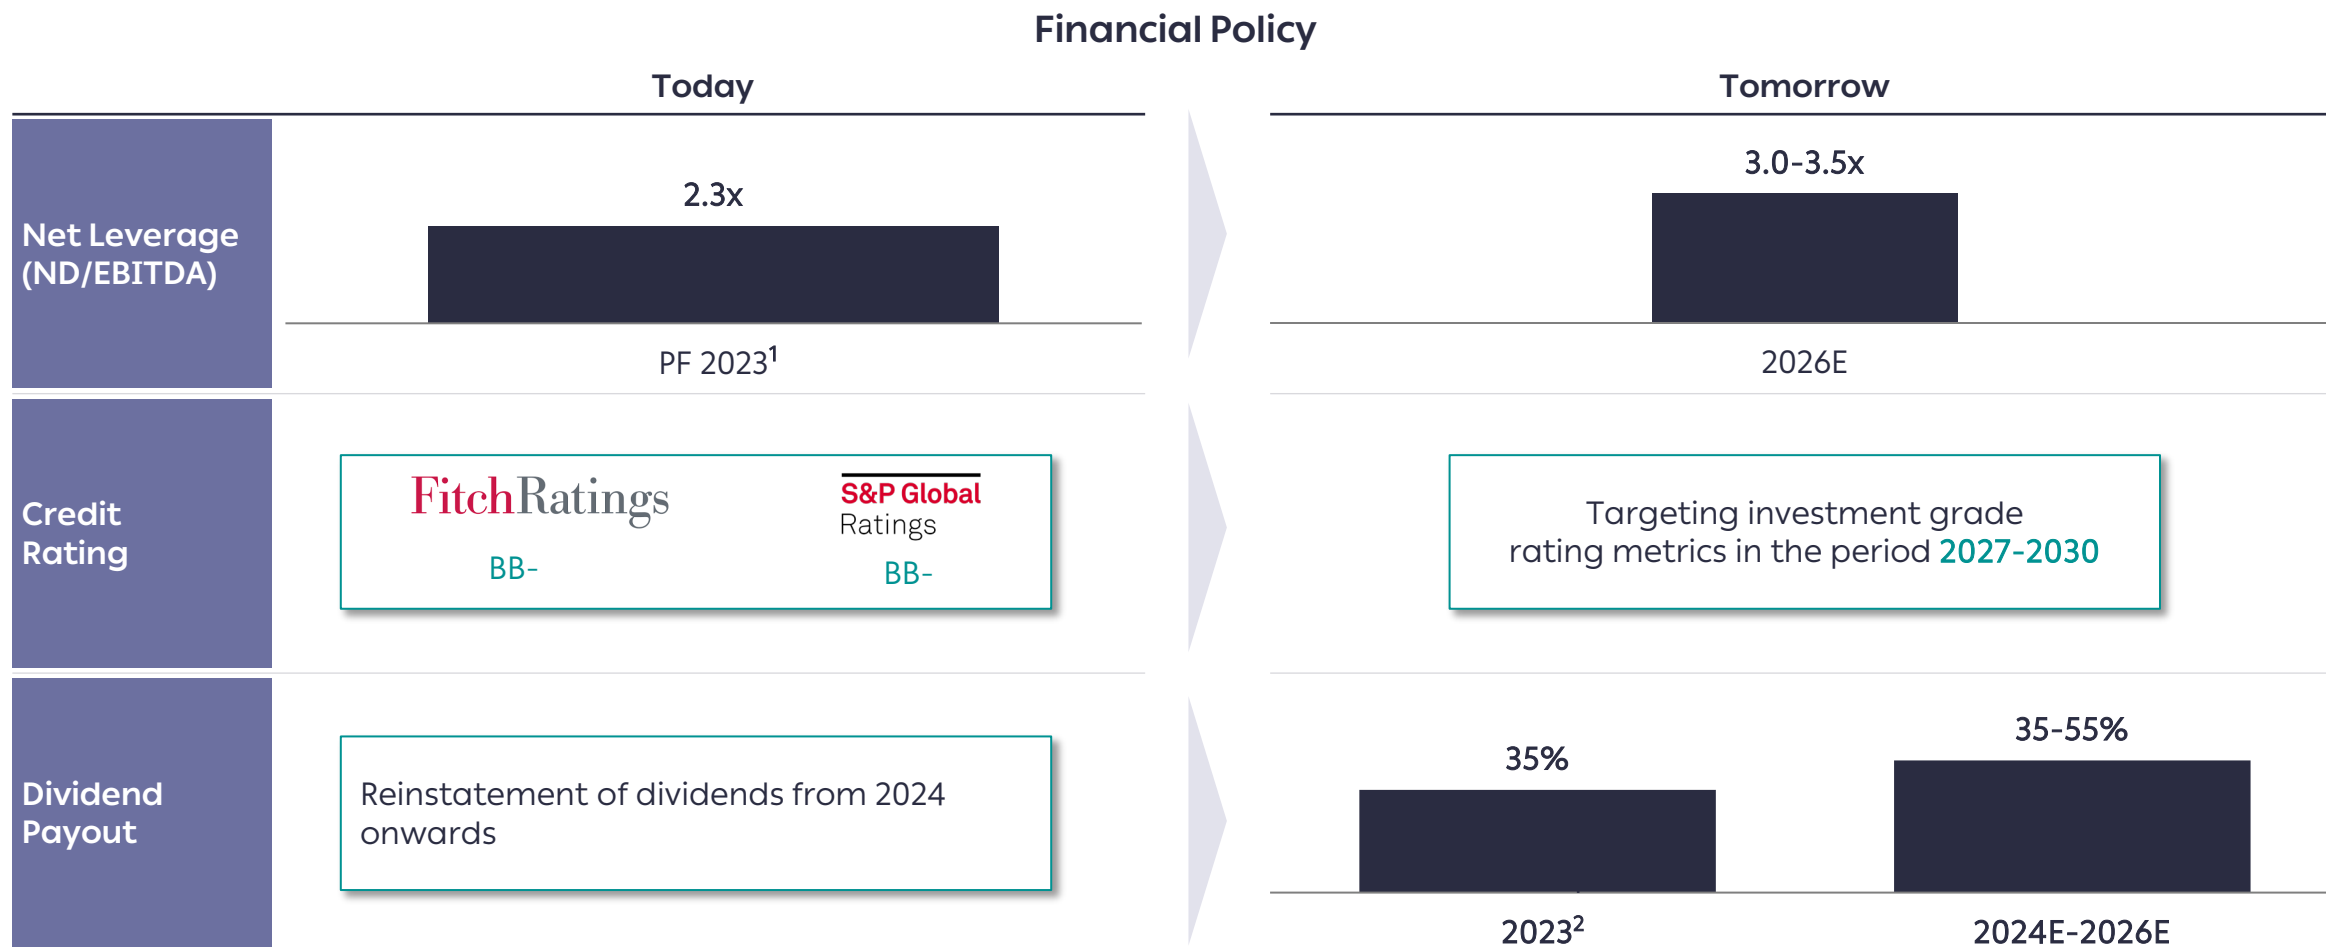 Financial Policy
Today
Tomorrow
Net Leverage
(ND/EBITDA)
2.3x
PF 2023¹
3.0-3.5x
2026E
Credit
Rating
FitchRatings
BB-
S&P Global
Ratings
BB-
Targeting investment grade
rating metrics in the period 2027-2030
Dividend
Payout
Reinstatement of dividends from 2024
onwards
35%
2023²
35-55%
2024E-2026E